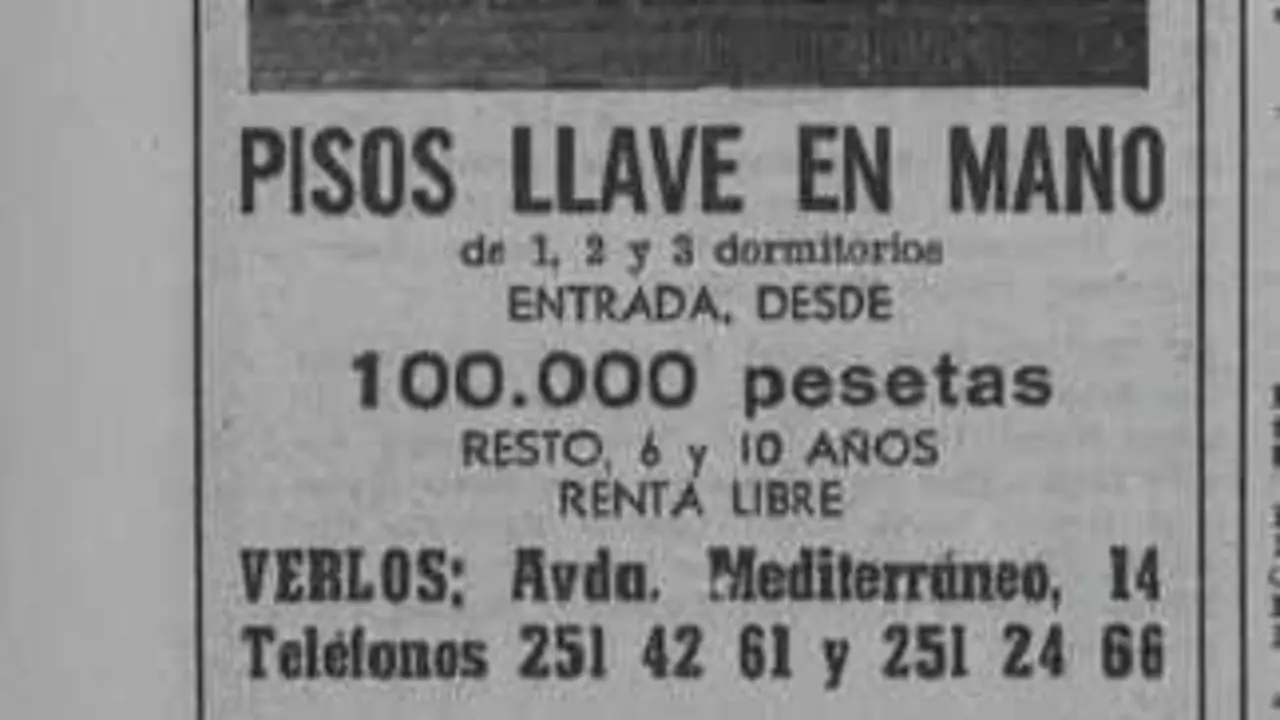 PISOS LLAVE EN MANO
de 1, 2 y 3 dormitorios
ENTRADA, DESDE
100.000 pesetas
RESTO, 6 y 10 AÑOS
RENTA LIBRE
VERLOS: Avda. Mediterráneo, 14
Teléfonos 251 42 61 y 251 24 66